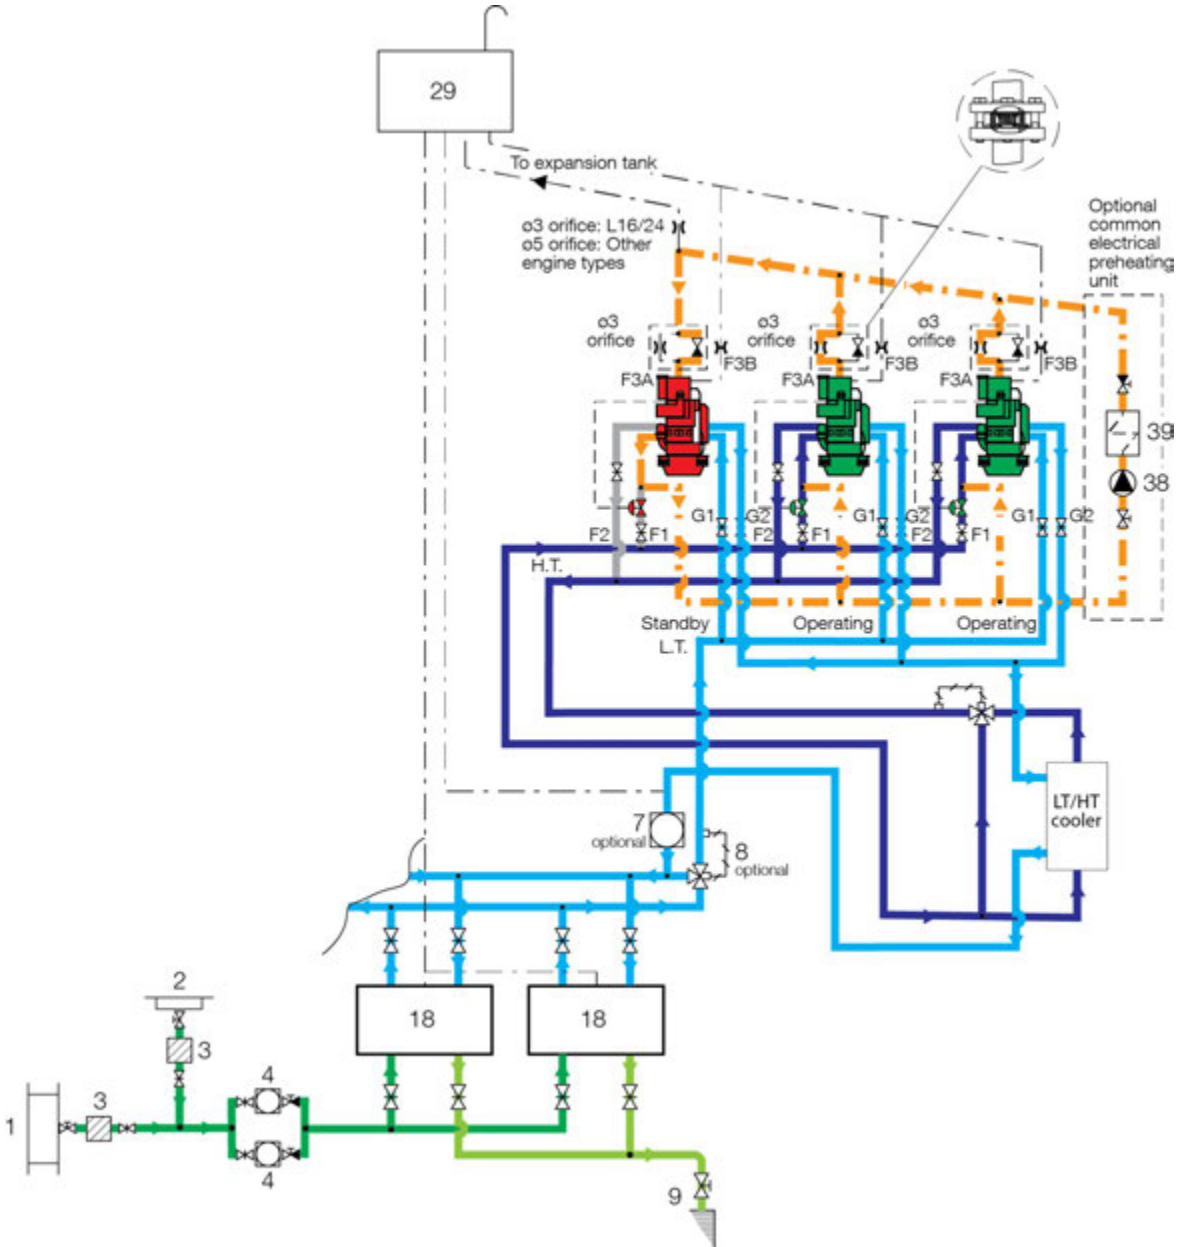 29
To expansion tank
ø3 orifice: L16/24
ø5 orifice: Other
engine types
Optional
common
electrical
preheating
unit
ø3
orifice
ø3
orifice
ø3
orifice
F3B
F3B
F3B
F3A
F3A
F3A
39
38
G1
G2
G1
G2
G1
G2
F2
F1
F2
F1
F2
F1
H.T.
Standby
Operating
Operating
L.T.
LT/HT
cooler
7
optional
8
optional
2
18
18
3
4
3
1
4
9